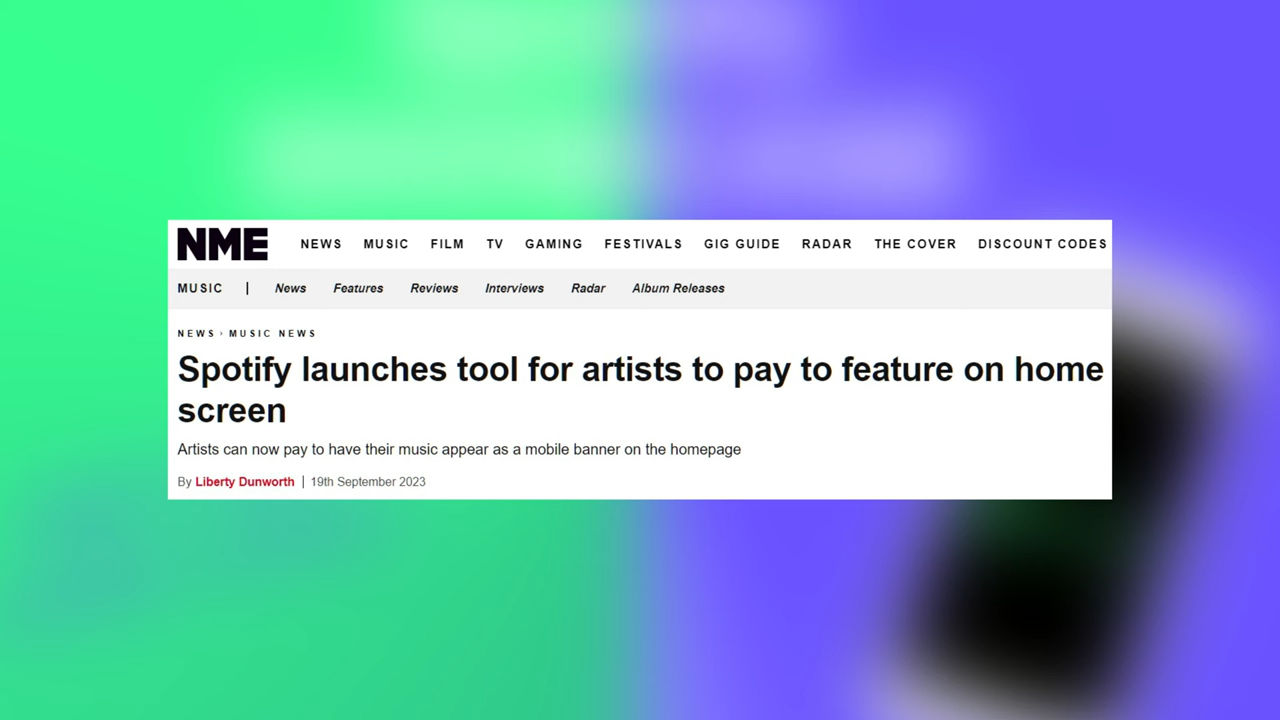 NME NEWS MUSIC FILM TV GAMING FESTIVALS GIG GUIDE RADAR THE COVER DISCOUNT CODES
MUSIC | News Features Reviews Interviews Radar Album Releases
NEWS › MUSIC NEWS
Spotify launches tool for artists to pay to feature on home
screen
Artists can now pay to have their music appear as a mobile banner on the homepage
By Liberty Dunworth | 19th September 2023